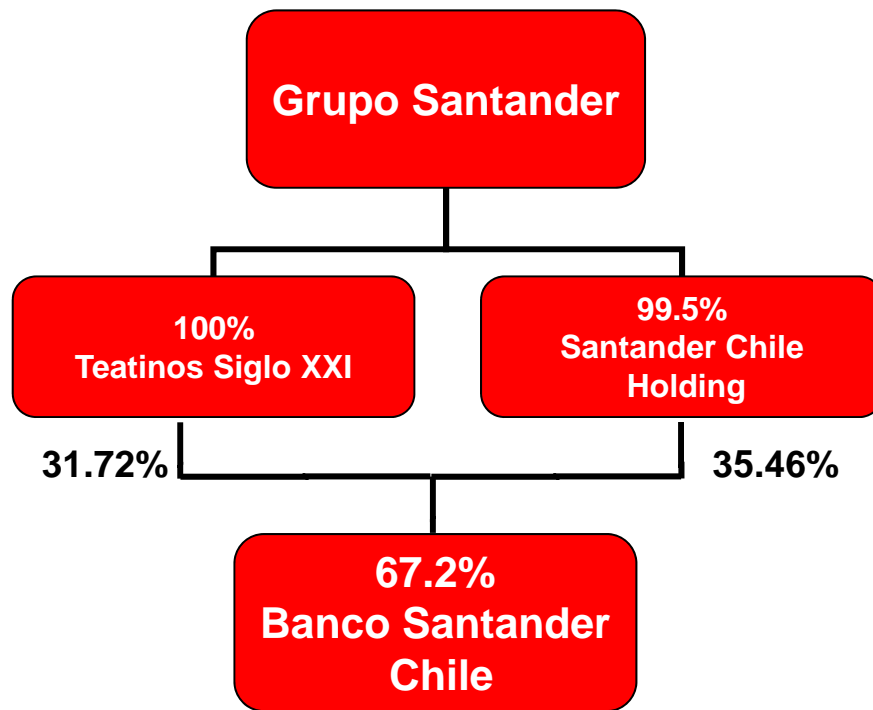 Grupo Santander
100%
Teatinos Siglo XXI
99.5%
Santander Chile
Holding
31.72%
35.46%
67.2%
Banco Santander
Chile